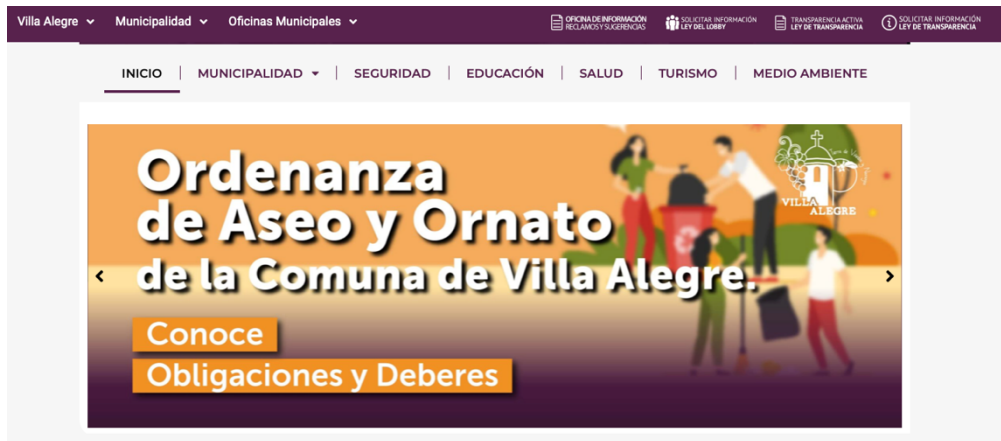 Villa Alegre Municipalidad Oficinas Municipales
OFICINA DE INFORMACIÓN
RECLAMOS Y SUGERENCIAS
SOLICITAR INFORMACIÓN
LEY DEL LOBBY
TRANSPARENCIA ACTIVA
LEY DE TRANSPARENCIA
SOLICITAR INFORMACIÓN
LEY DE TRANSPARENCIA
INICIO MUNICIPALIDAD SEGURIDAD EDUCACIÓN SALUD TURISMO MEDIO AMBIENTE
Ordenanza
de Aseo y Ornato
de la Comuna de Villa Alegre.
Conoce
Obligaciones y Deberes
VILLA
ALEGRE